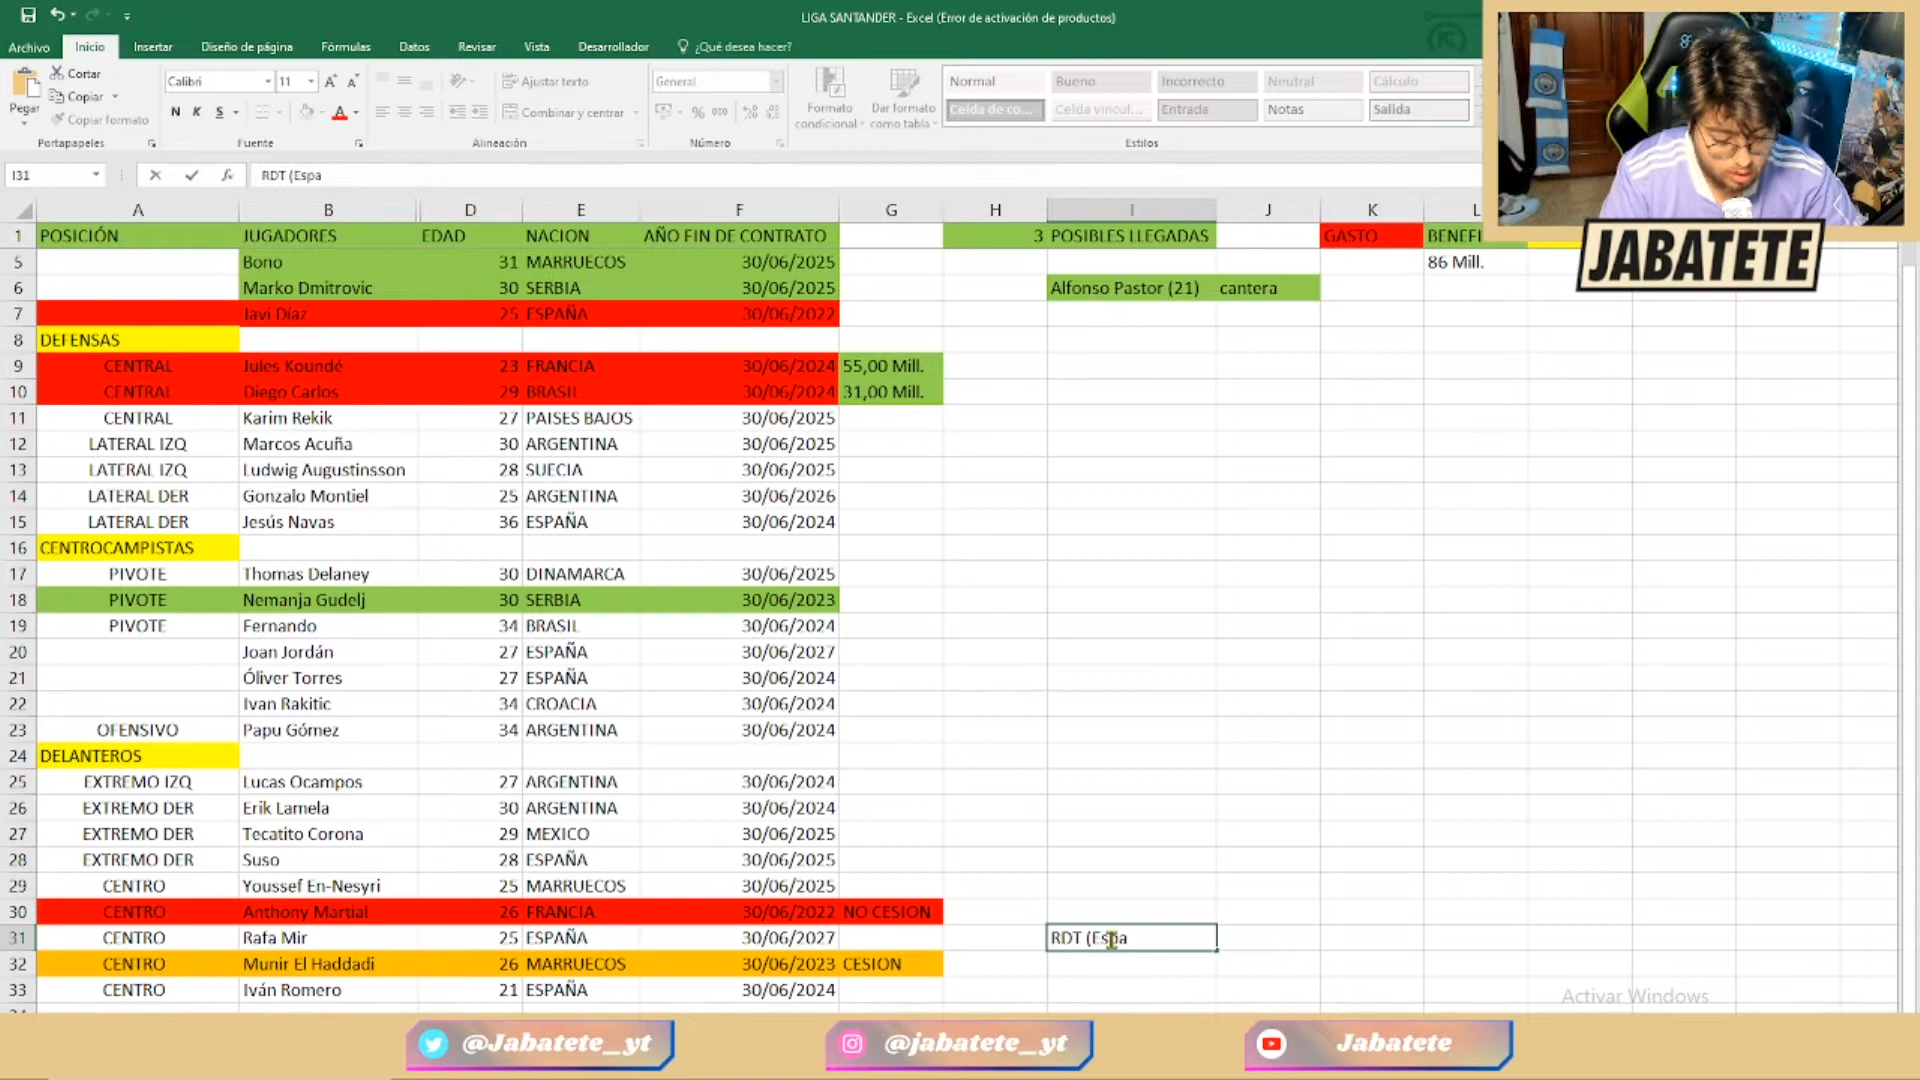 LIGA SANTANDER - Excel (Error de activación de productos)
Archivo Inicio Insertar Diseño de página Fórmulas Datos Revisar Vista Desarrollador ¿Qué desea hacer?
Pegar Cortar Copiar Copiar formato
Calibri 11 N K S A
Ajustar texto
Combinar y centrar
General
% 000
Formato condicional
Dar formato como tabla
Normal Bueno Incorrecto Neutral Cálculo
Celda de co... Celda vincul... Entrada Notas Salida
Portapapeles Fuente Alineación Número Estilos
I31 fx RDT (Espa
A B D E F G H I J K L
1 POSICIÓN JUGADORES EDAD NACION AÑO FIN DE CONTRATO 3 POSIBLES LLEGADAS GASTO BENEFI
5 Bono 31 MARRUECOS 30/06/2025 86 Mill.
6 Marko Dmitrovic 30 SERBIA 30/06/2025 Alfonso Pastor (21) cantera
7 Javi Díaz 25 ESPAÑA 30/06/2022
8 DEFENSAS
9 CENTRAL Jules Koundé 23 FRANCIA 30/06/2024 55,00 Mill.
10 CENTRAL Diego Carlos 29 BRASIL 30/06/2024 31,00 Mill.
11 CENTRAL Karim Rekik 27 PAISES BAJOS 30/06/2025
12 LATERAL IZQ Marcos Acuña 30 ARGENTINA 30/06/2025
13 LATERAL IZQ Ludwig Augustinsson 28 SUECIA 30/06/2025
14 LATERAL DER Gonzalo Montiel 25 ARGENTINA 30/06/2026
15 LATERAL DER Jesús Navas 36 ESPAÑA 30/06/2024
16 CENTROCAMPISTAS
17 PIVOTE Thomas Delaney 30 DINAMARCA 30/06/2025
18 PIVOTE Nemanja Gudelj 30 SERBIA 30/06/2023
19 PIVOTE Fernando 34 BRASIL 30/06/2024
20 Joan Jordán 27 ESPAÑA 30/06/2027
21 Óliver Torres 27 ESPAÑA 30/06/2024
22 Ivan Rakitic 34 CROACIA 30/06/2024
23 OFENSIVO Papu Gómez 34 ARGENTINA 30/06/2024
24 DELANTEROS
25 EXTREMO IZQ Lucas Ocampos 27 ARGENTINA 30/06/2024
26 EXTREMO DER Erik Lamela 30 ARGENTINA 30/06/2024
27 EXTREMO DER Tecatito Corona 29 MEXICO 30/06/2025
28 EXTREMO DER Suso 28 ESPAÑA 30/06/2025
29 CENTRO Youssef En-Nesyri 25 MARRUECOS 30/06/2025
30 CENTRO Anthony Martial 26 FRANCIA 30/06/2022 NO CESION
31 CENTRO Rafa Mir 25 ESPAÑA 30/06/2027 RDT (Espa
32 CENTRO Munir El Haddadi 26 MARRUECOS 30/06/2023 CESION
33 CENTRO Iván Romero 21 ESPAÑA 30/06/2024
JABATETE
Activar Windows
@Jabatete_yt
@jabatete_yt
Jabatete